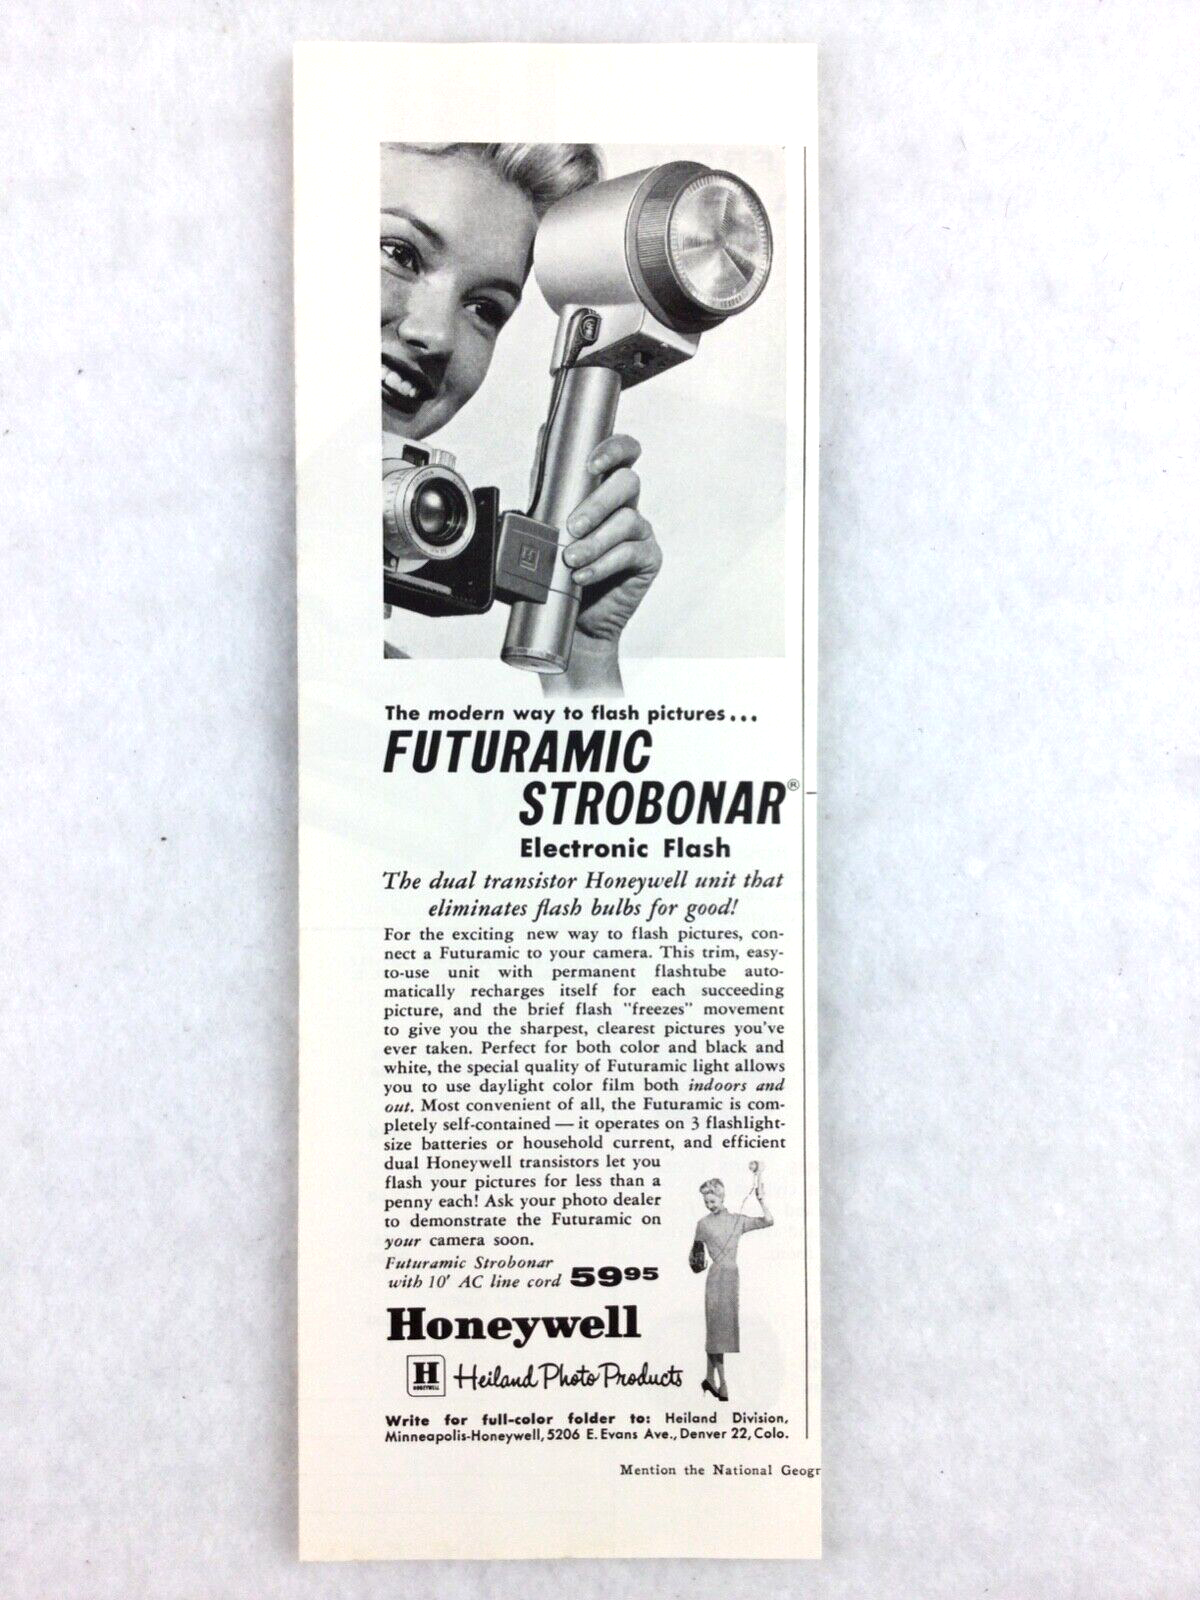 The modern way to flash pictures...
FUTURAMIC
STROBONAR®
Electronic Flash
The dual transistor Honeywell unit that
eliminates flash bulbs for good!
For the exciting new way to flash pictures, con-
nect a Futuramic to your camera. This trim, easy-
to-use unit with permanent flashtube auto-
matically recharges itself for each succeeding
picture, and the brief flash "freezes" movement
to give you the sharpest, clearest pictures you've
ever taken. Perfect for both color and black and
white, the special quality of Futuramic light allows
you to use daylight color film both indoors and
out. Most convenient of all, the Futuramic is com-
pletely self-contained — it operates on 3 flashlight-
size batteries or household current, and efficient
dual Honeywell transistors let you
flash your pictures for less than a
penny each! Ask your photo dealer
to demonstrate the Futuramic on
your camera soon.
Futuramic Strobonar
with 10' AC line cord 59⁹⁵
Honeywell
H
HONEYWELL
Heiland Photo Products
Write for full-color folder to: Heiland Division,
Minneapolis-Honeywell, 5206 E. Evans Ave., Denver 22, Colo.
Mention the National Geogr